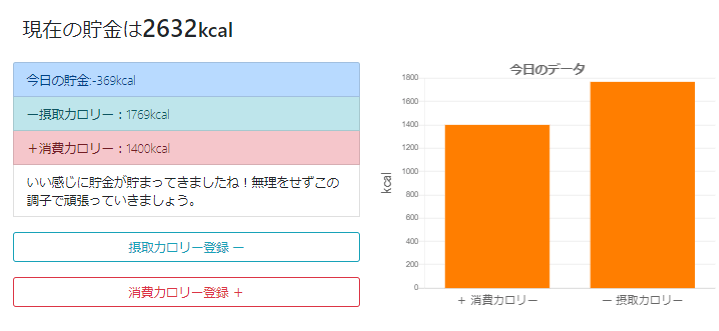 現在の貯金は2632kcal
今日の貯金:-369kcal
ー摂取カロリー：1769kcal
＋消費カロリー：1400kcal
いい感じに貯金が貯まってきましたね！無理をせずこの
調子で頑張っていきましょう。
摂取カロリー登録 ー
消費カロリー登録 ＋
今日のデータ
kcal
1800
1600
1400
1200
1000
800
600
400
200
0
＋ 消費カロリー
ー 摂取カロリー